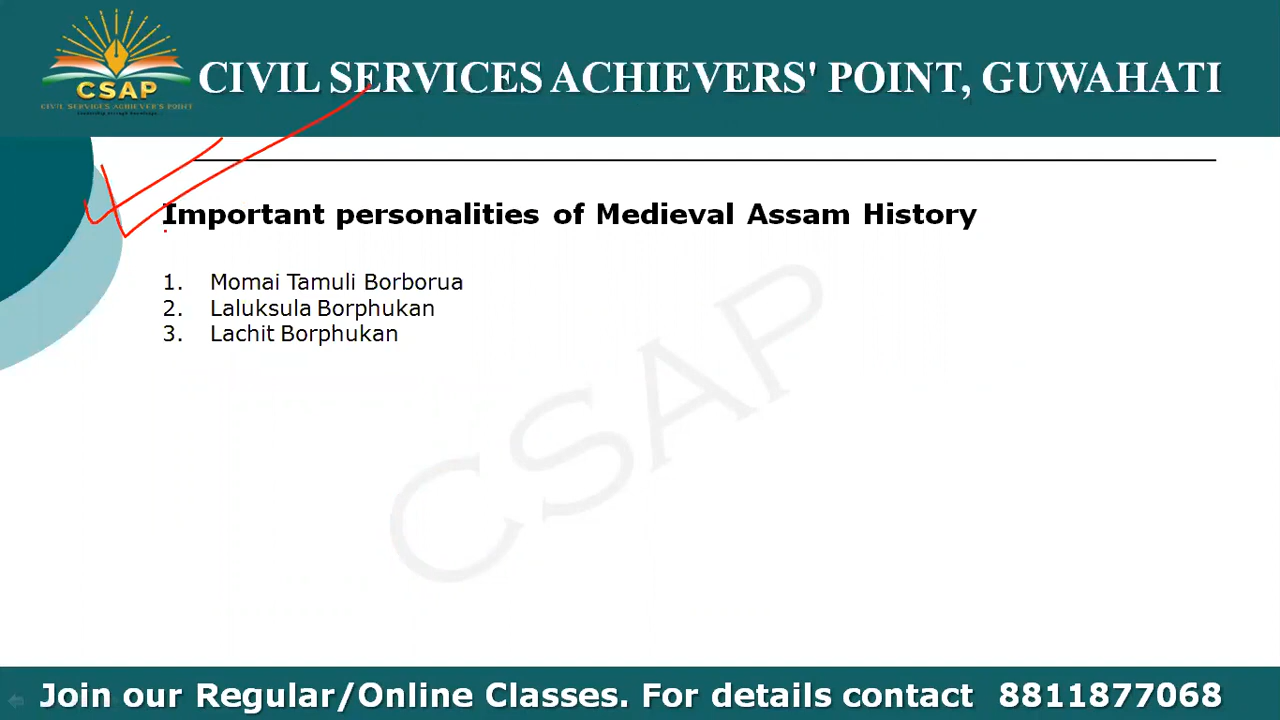 CSAP
CIVIL SERVICES ACHIEVER'S POINT
CIVIL SERVICES ACHIEVERS' POINT, GUWAHATI
Important personalities of Medieval Assam History
1. Momai Tamuli Borborua
2. Laluksula Borphukan
3. Lachit Borphukan
CSAP
Join our Regular/Online Classes. For details contact 8811877068